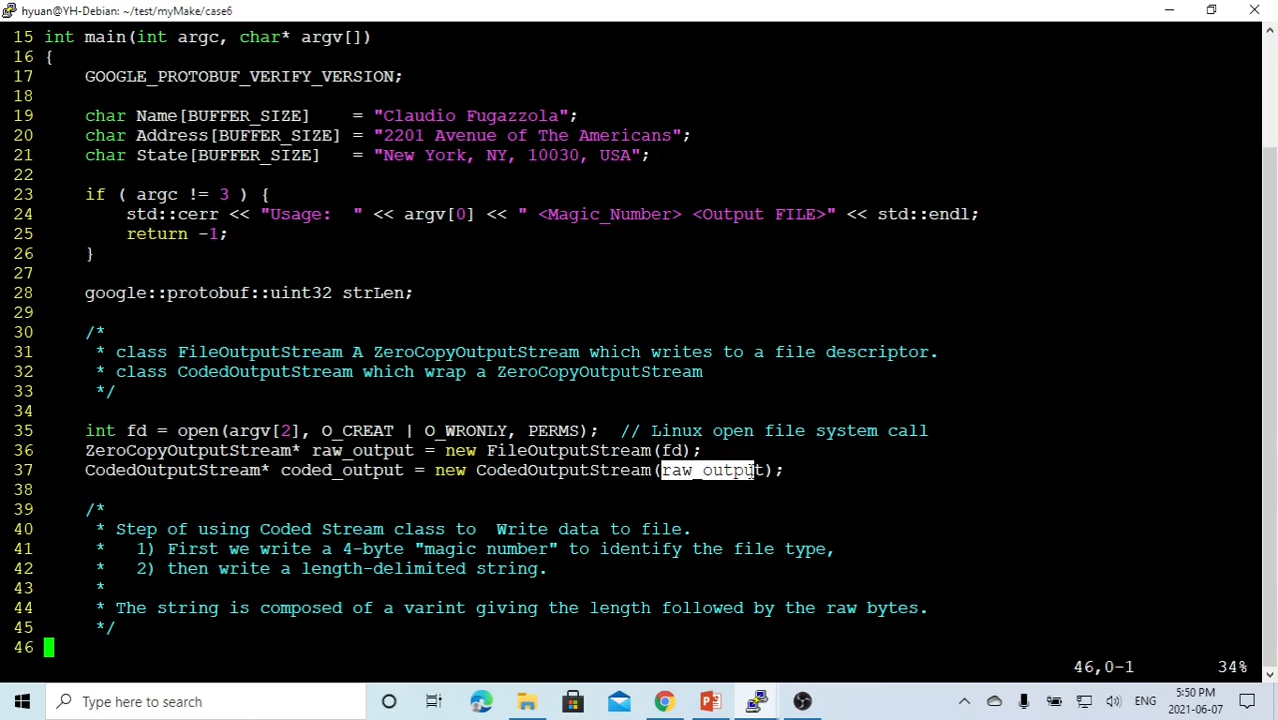 hyuan@YH-Debian: ~/test/myMake/case6
15 int main(int argc, char* argv[])
16 {
17     GOOGLE_PROTOBUF_VERIFY_VERSION;
18
19     char Name[BUFFER_SIZE]    = "Claudio Fugazzola";
20     char Address[BUFFER_SIZE] = "2201 Avenue of The Americans";
21     char State[BUFFER_SIZE]   = "New York, NY, 10030, USA";
22
23     if ( argc != 3 ) {
24         std::cerr << "Usage:  " << argv[0] << " <Magic_Number> <Output FILE>" << std::endl;
25         return -1;
26     }
27
28     google::protobuf::uint32 strLen;
29
30     /*
31      * class FileOutputStream A ZeroCopyOutputStream which writes to a file descriptor.
32      * class CodedOutputStream which wrap a ZeroCopyOutputStream
33      */
34
35     int fd = open(argv[2], O_CREAT | O_WRONLY, PERMS);  // Linux open file system call
36     ZeroCopyOutputStream* raw_output = new FileOutputStream(fd);
37     CodedOutputStream* coded_output = new CodedOutputStream(raw_output);
38
39     /*
40      * Step of using Coded Stream class to  Write data to file.
41      *   1) First we write a 4-byte "magic number" to identify the file type,
42      *   2) then write a length-delimited string.
43      *
44      * The string is composed of a varint giving the length followed by the raw bytes.
45      */
46
46,0-1 34%
Type here to search
ENG
5:50 PM
2021-06-07